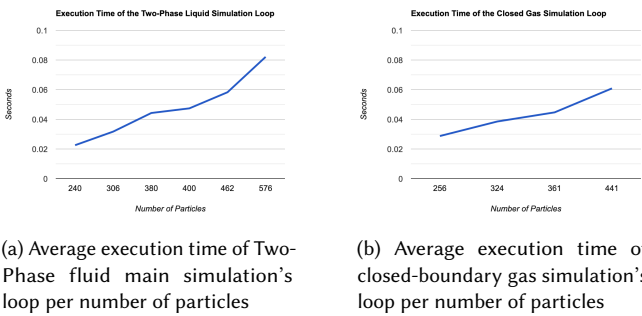 Execution Time of the Two-Phase Liquid Simulation Loop
0.1
0.08
0.06
0.04
0.02
0
Seconds
240 306 380 400 462 576
Number of Particles
(a) Average execution time of Two-
Phase fluid main simulation's
loop per number of particles
Execution Time of the Closed Gas Simulation Loop
0.1
0.08
0.06
0.04
0.02
0
Seconds
256 324 361 441
Number of Particles
(b) Average execution time of
closed-boundary gas simulation's
loop per number of particles